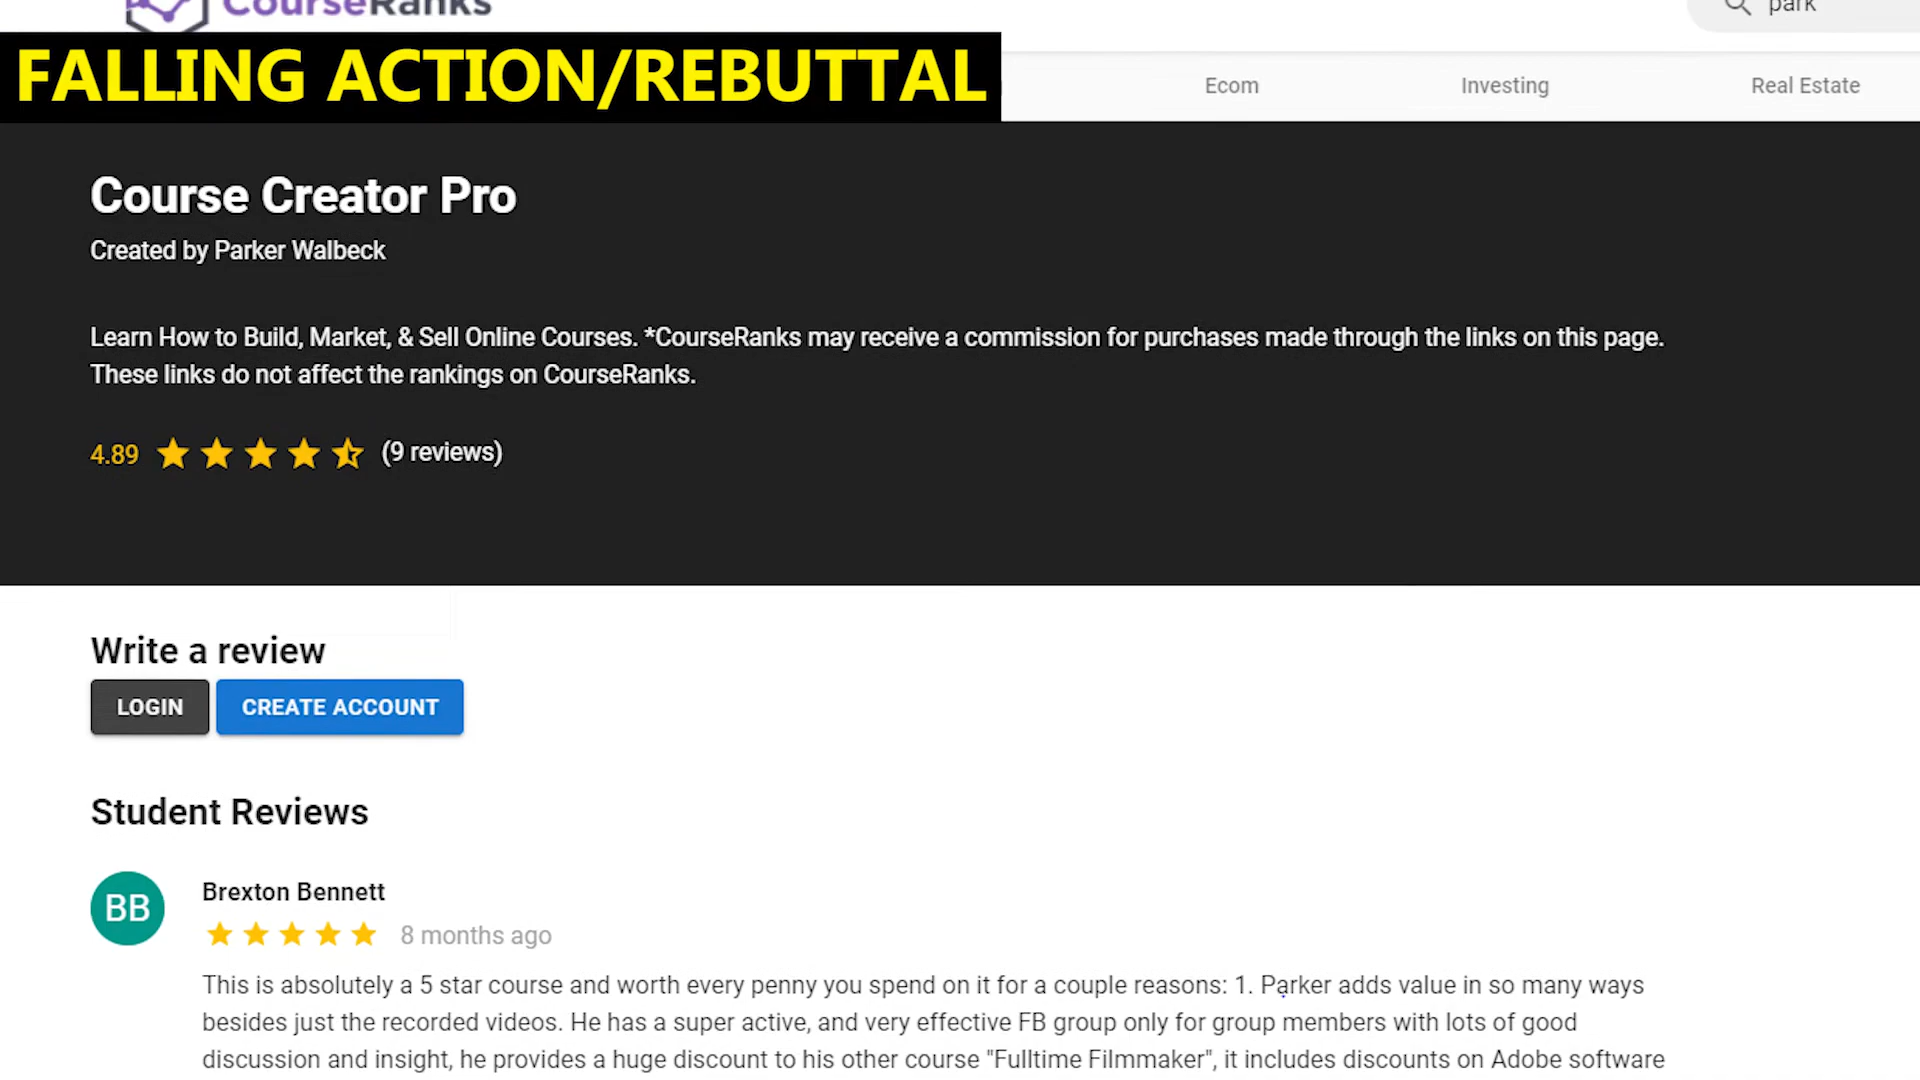 CourseRanks
park
FALLING ACTION/REBUTTAL
Ecom
Investing
Real Estate
Course Creator Pro
Created by Parker Walbeck
Learn How to Build, Market, & Sell Online Courses. *CourseRanks may receive a commission for purchases made through the links on this page.
These links do not affect the rankings on CourseRanks.
4.89 (9 reviews)
Write a review
LOGIN
CREATE ACCOUNT
Student Reviews
BB
Brexton Bennett
8 months ago
This is absolutely a 5 star course and worth every penny you spend on it for a couple reasons: 1. Parker adds value in so many ways
besides just the recorded videos. He has a super active, and very effective FB group only for group members with lots of good
discussion and insight, he provides a huge discount to his other course "Fulltime Filmmaker", it includes discounts on Adobe software